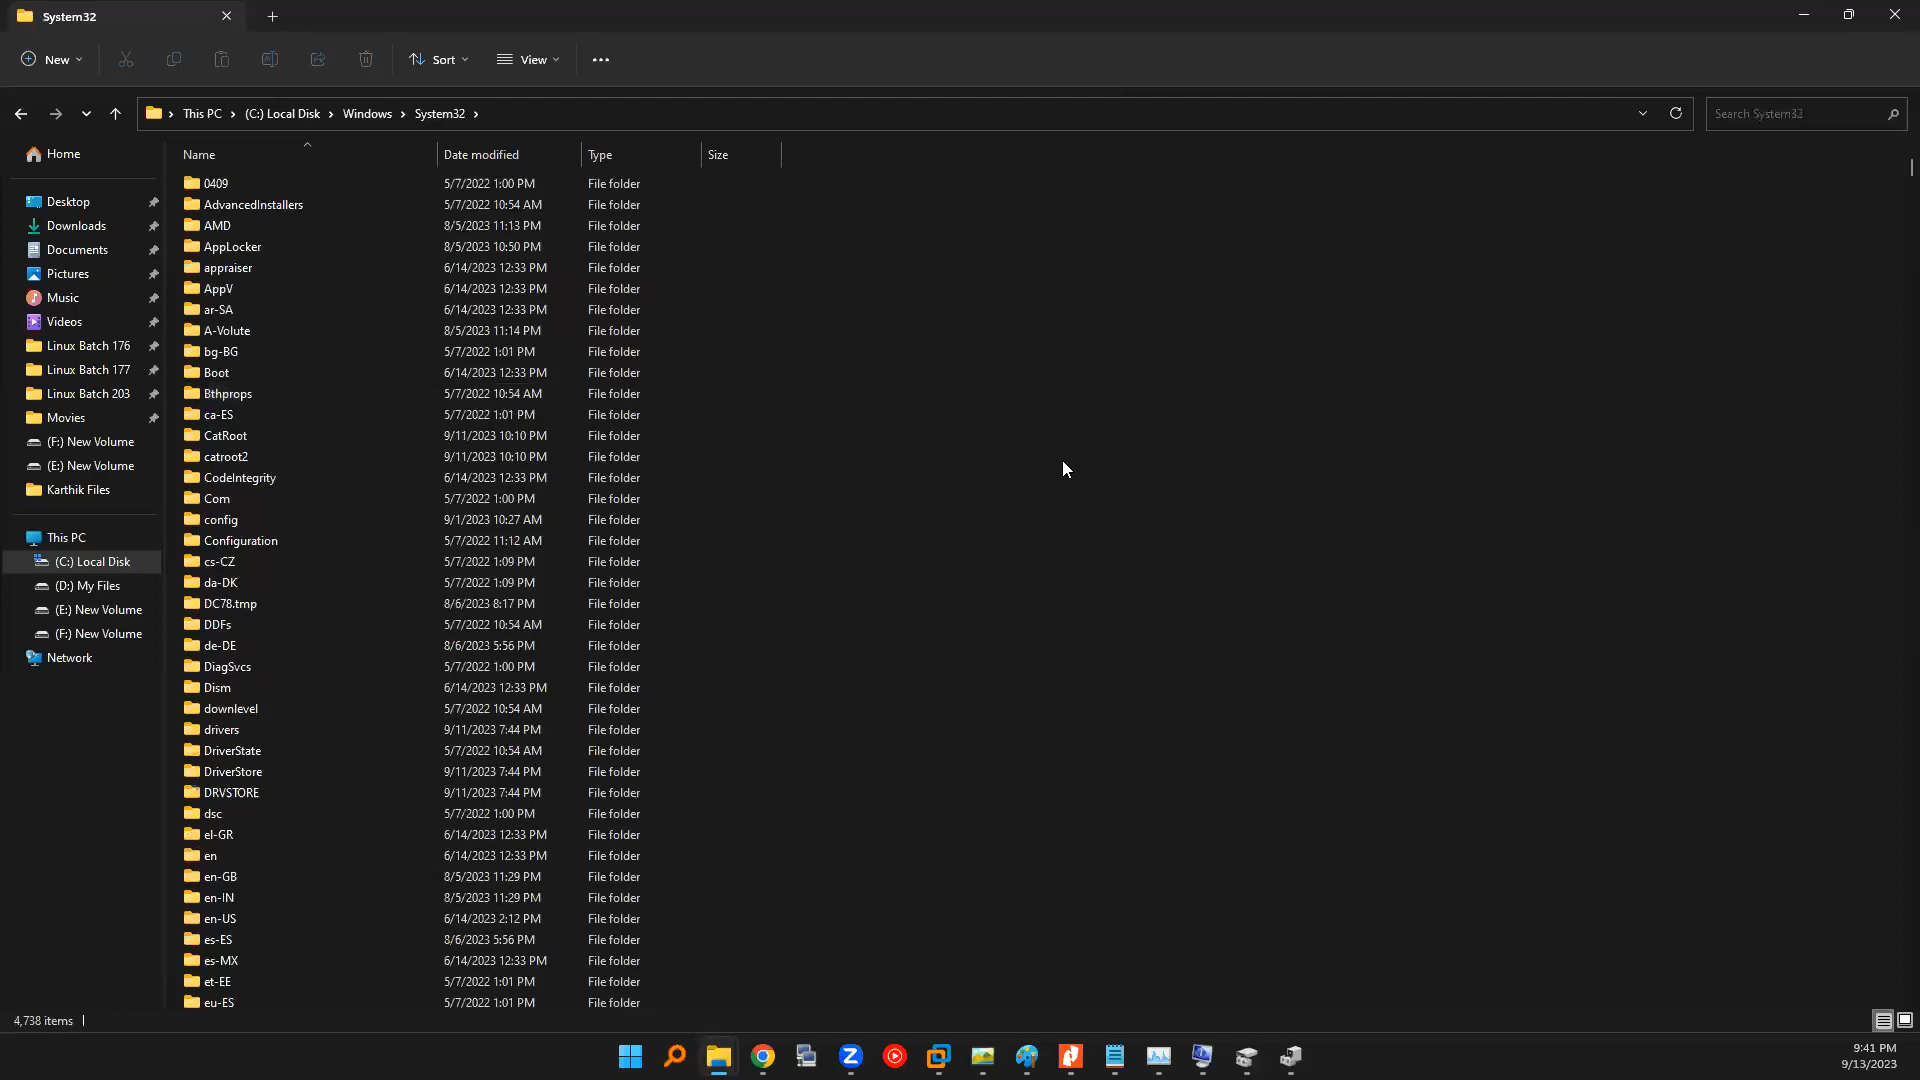 System32
New
Sort
View
This PC
(C:) Local Disk
Windows
System32
Search System32
Home
Desktop
Downloads
Documents
Pictures
Music
Videos
Linux Batch 176
Linux Batch 177
Linux Batch 203
Movies
(F:) New Volume
(E:) New Volume
Karthik Files
This PC
(C:) Local Disk
(D:) My Files
(E:) New Volume
(F:) New Volume
Network
Name Date modified Type Size
0409 5/7/2022 1:00 PM File folder
AdvancedInstallers 5/7/2022 10:54 AM File folder
AMD 8/5/2023 11:13 PM File folder
AppLocker 8/5/2023 10:50 PM File folder
appraiser 6/14/2023 12:33 PM File folder
AppV 6/14/2023 12:33 PM File folder
ar-SA 6/14/2023 12:33 PM File folder
A-Volute 8/5/2023 11:14 PM File folder
bg-BG 5/7/2022 1:01 PM File folder
Boot 6/14/2023 12:33 PM File folder
Bthprops 5/7/2022 10:54 AM File folder
ca-ES 5/7/2022 1:01 PM File folder
CatRoot 9/11/2023 10:10 PM File folder
catroot2 9/11/2023 10:10 PM File folder
CodeIntegrity 6/14/2023 12:33 PM File folder
Com 5/7/2022 1:00 PM File folder
config 9/1/2023 10:27 AM File folder
Configuration 5/7/2022 11:12 AM File folder
cs-CZ 5/7/2022 1:09 PM File folder
da-DK 5/7/2022 1:09 PM File folder
DC78.tmp 8/6/2023 8:17 PM File folder
DDFs 5/7/2022 10:54 AM File folder
de-DE 8/6/2023 5:56 PM File folder
DiagSvcs 5/7/2022 1:00 PM File folder
Dism 6/14/2023 12:33 PM File folder
downlevel 5/7/2022 10:54 AM File folder
drivers 9/11/2023 7:44 PM File folder
DriverState 5/7/2022 10:54 AM File folder
DriverStore 9/11/2023 7:44 PM File folder
DRVSTORE 9/11/2023 7:44 PM File folder
dsc 5/7/2022 1:00 PM File folder
el-GR 6/14/2023 12:33 PM File folder
en 6/14/2023 12:33 PM File folder
en-GB 8/5/2023 11:29 PM File folder
en-IN 8/5/2023 11:29 PM File folder
en-US 6/14/2023 2:12 PM File folder
es-ES 8/6/2023 5:56 PM File folder
es-MX 6/14/2023 12:33 PM File folder
et-EE 5/7/2022 1:01 PM File folder
eu-ES 5/7/2022 1:01 PM File folder
4,738 items
9:41 PM
9/13/2023